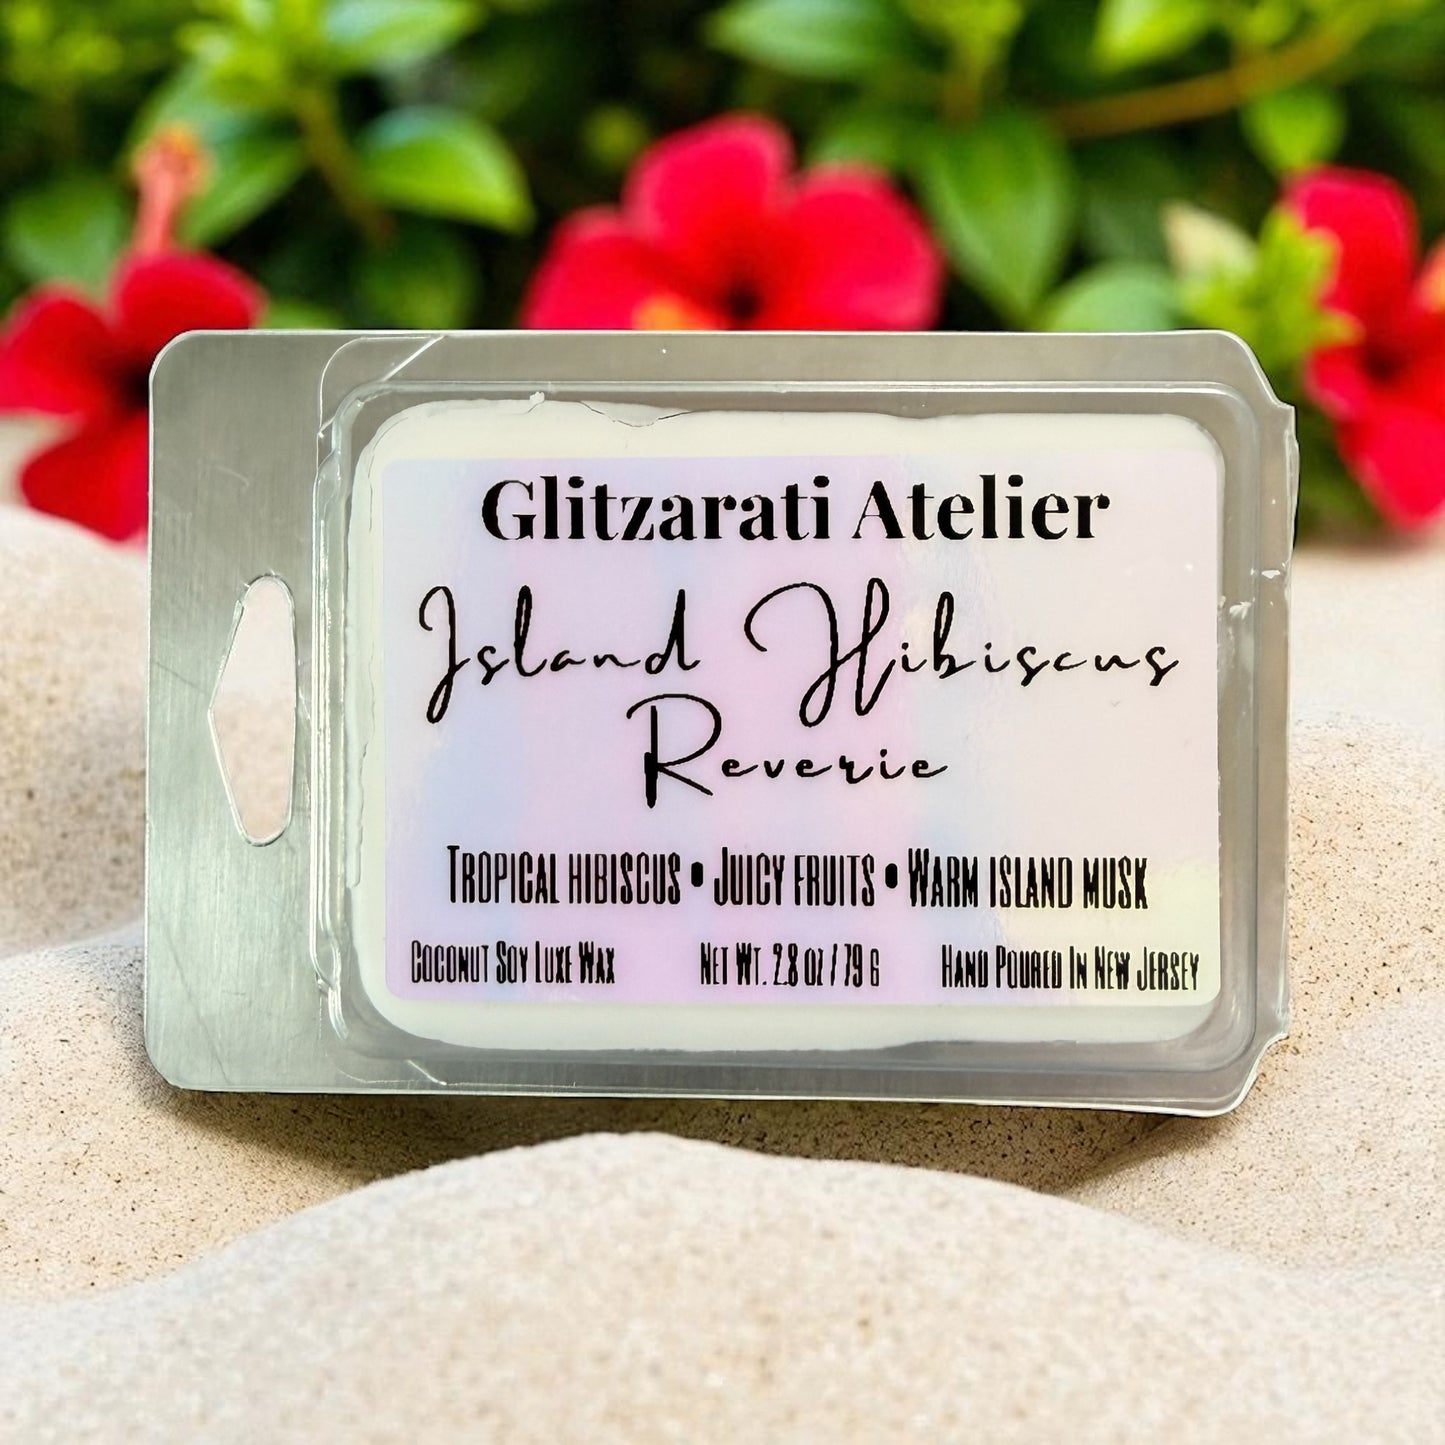 Glitzarati Atelier
Island Hibiscus
Reverie
Tropical hibiscus • Juicy fruits • Warm island musk
Coconut Soy Luxe Wax Net Wt. 2.8 oz / 79 g Hand Poured In New Jersey